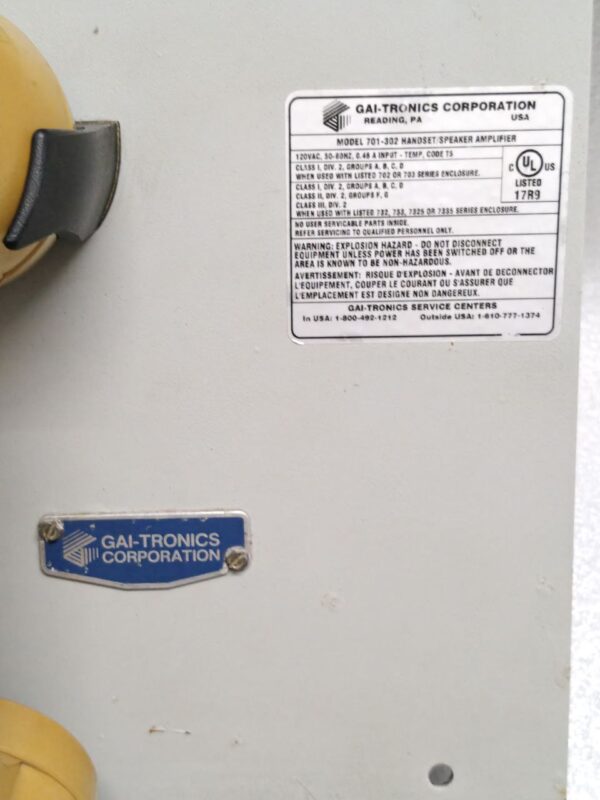 GAI-TRONICS CORPORATION
READING, PA USA
MODEL 701-302 HANDSET/SPEAKER AMPLIFIER
120VAC, 50-60HZ, 0.46 A INPUT - TEMP. CODE T5
CLASS I, DIV. 2, GROUPS A, B, C, D
WHEN USED WITH LISTED 702 OR 703 SERIES ENCLOSURE.
CLASS I, DIV. 2, GROUPS A, B, C, D
CLASS II, DIV. 2, GROUPS F, G
CLASS III, DIV. 2
WHEN USED WITH LISTED 732, 733, 7325 OR 7335 SERIES ENCLOSURE.
C UL US
LISTED
17R9
NO USER SERVICABLE PARTS INSIDE.
REFER SERVICING TO QUALIFIED PERSONNEL ONLY.
WARNING: EXPLOSION HAZARD - DO NOT DISCONNECT
EQUIPMENT UNLESS POWER HAS BEEN SWITCHED OFF OR THE
AREA IS KNOWN TO BE NON-HAZARDOUS.
AVERTISSEMENT: RISQUE D'EXPLOSION - AVANT DE DECONNECTOR
L'EQUIPEMENT, COUPER LE COURANT OU S'ASSURER QUE
L'EMPLACEMENT EST DESIGNE NON DANGEREUX.
GAI-TRONICS SERVICE CENTERS
In USA: 1-800-492-1212 Outside USA: 1-610-777-1374
GAI-TRONICS
CORPORATION